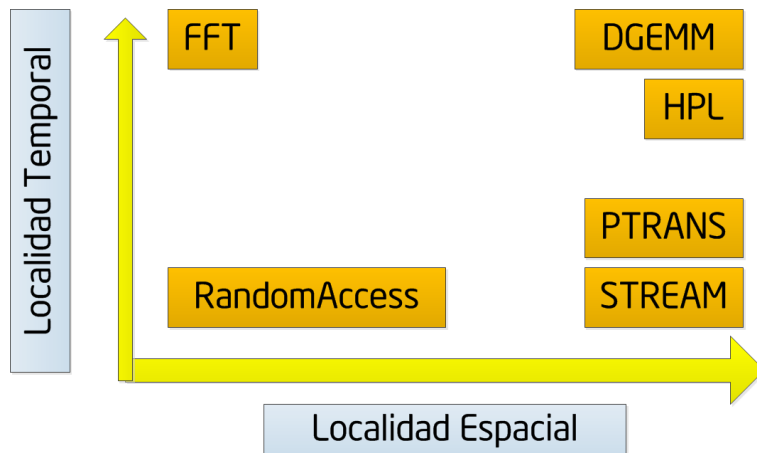 Localidad Temporal
FFT
DGEMM
HPL
PTRANS
RandomAccess
STREAM
Localidad Espacial